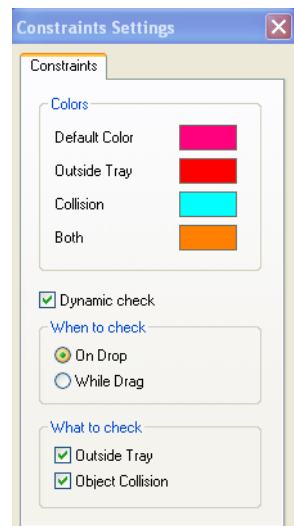 Constraints Settings
Constraints
Colors
Default Color
Outside Tray
Collision
Both
Dynamic check
When to check
On Drop
While Drag
What to check
Outside Tray
Object Collision